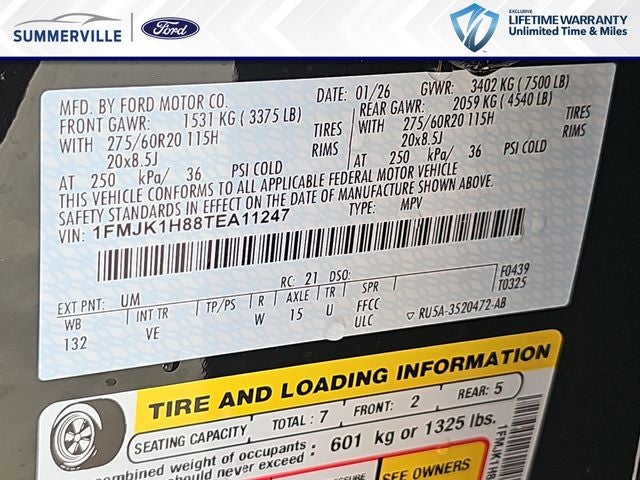 SUMMERVILLE
Ford
EXCLUSIVE
LIFETIME WARRANTY
Unlimited Time & Miles
MFD. BY FORD MOTOR CO.
DATE: 01/26 GVWR: 3402 KG (7500 LB)
FRONT GAWR: 1531 KG (3375 LB)
REAR GAWR: 2059 KG (4540 LB)
WITH 275/60R20 115H TIRES
WITH 275/60R20 115H TIRES
20x8.5J RIMS
20x8.5J RIMS
AT 250 kPa/ 36 PSI COLD
AT 250 kPa/ 36 PSI COLD
THIS VEHICLE CONFORMS TO ALL APPLICABLE FEDERAL MOTOR VEHICLE
SAFETY STANDARDS IN EFFECT ON THE DATE OF MANUFACTURE SHOWN ABOVE.
VIN: 1FMJK1H88TEA11247
TYPE: MPV
F0439
T0325
EXT PNT: UM RC: 21 DSO:
WB INT TR TP/PS R AXLE TR SPR
132 VE W 15 U FFCC
ULC
RU5A-3520472-AB
TIRE AND LOADING INFORMATION
SEATING CAPACITY TOTAL: 7 FRONT: 2 REAR: 5
combined weight of occupants :
should never exceed : 601 kg or 1325 lbs.
SEE OWNERS